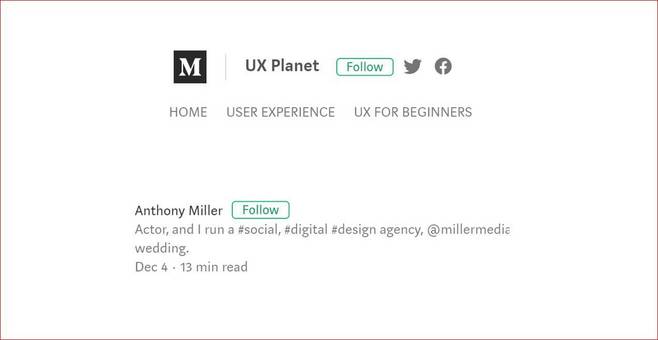 M UX Planet Follow
HOME USER EXPERIENCE UX FOR BEGINNERS
Anthony Miller Follow
Actor, and I run a #social, #digital #design agency, @millermedia
wedding.
Dec 4 · 13 min read